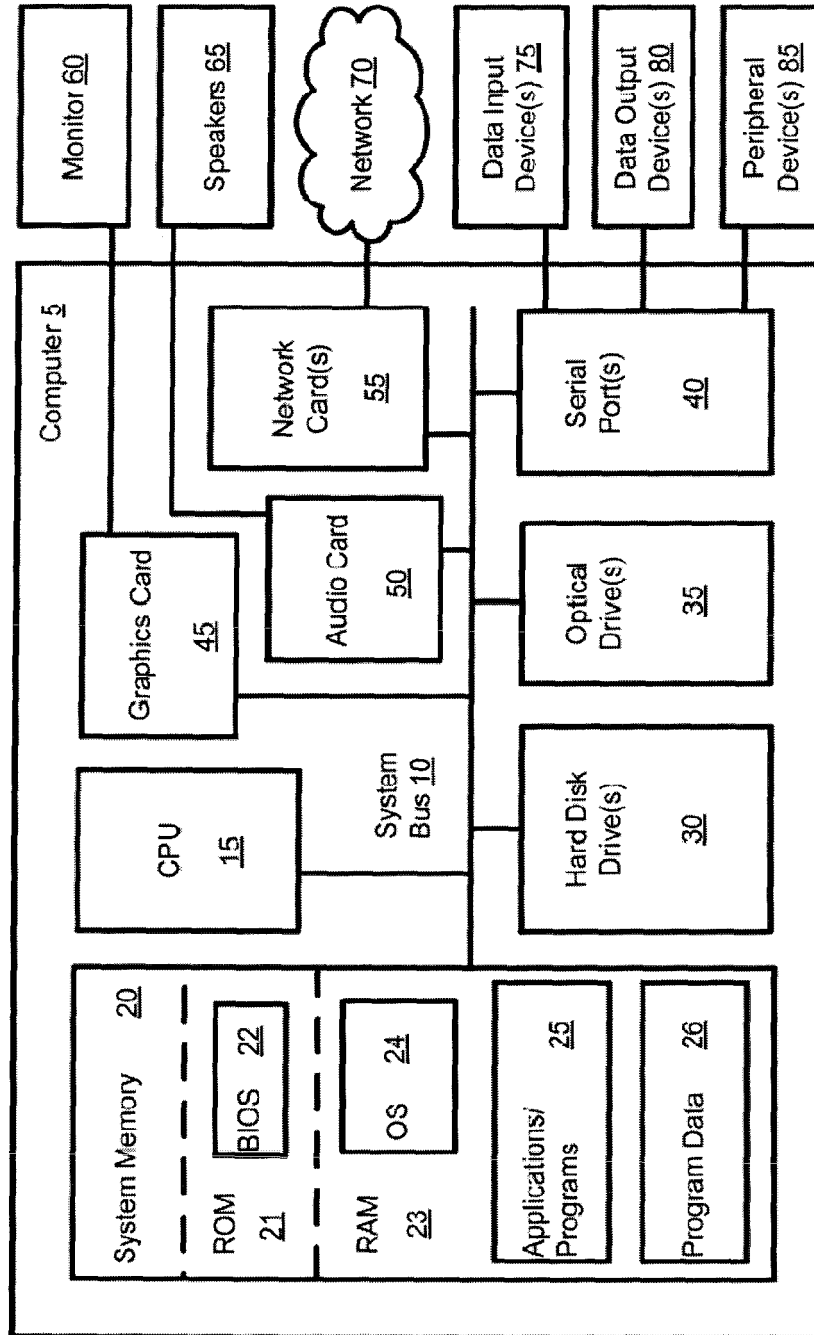 Computer 5
System Memory 20
ROM
21
BIOS 22
RAM
23
OS 24
Applications/
Programs
25
Program Data 26
CPU
15
System
Bus 10
Graphics Card
45
Audio Card
50
Network
Card(s)
55
Hard Disk
Drive(s)
30
Optical
Drive(s)
35
Serial
Port(s)
40
Monitor 60
Speakers 65
Network 70
Data Input
Device(s) 75
Data Output
Device(s) 80
Peripheral
Device(s) 85